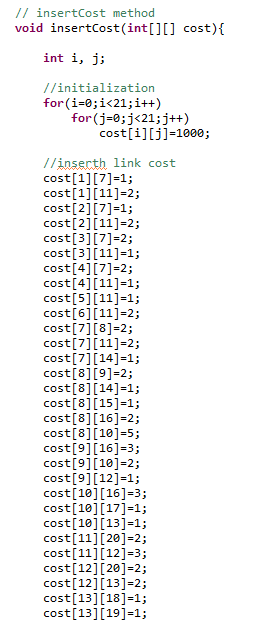 // insertCost method
void insertCost(int[][] cost){
int i, j;
//initialization
for(i=0;i<21;i++)
for(j=0;j<21;j++)
cost[i][j]=1000;
//inserth link cost
cost[1][7]=1;
cost[1][11]=2;
cost[2][7]=1;
cost[2][11]=2;
cost[3][7]=2;
cost[3][11]=1;
cost[4][7]=2;
cost[4][11]=1;
cost[5][11]=1;
cost[6][11]=2;
cost[7][8]=2;
cost[7][11]=2;
cost[7][14]=1;
cost[8][9]=2;
cost[8][14]=1;
cost[8][15]=1;
cost[8][16]=2;
cost[8][10]=5;
cost[9][16]=3;
cost[9][10]=2;
cost[9][12]=1;
cost[10][16]=3;
cost[10][17]=1;
cost[10][13]=1;
cost[11][20]=2;
cost[11][12]=3;
cost[12][20]=2;
cost[12][13]=2;
cost[13][18]=1;
cost[13][19]=1;